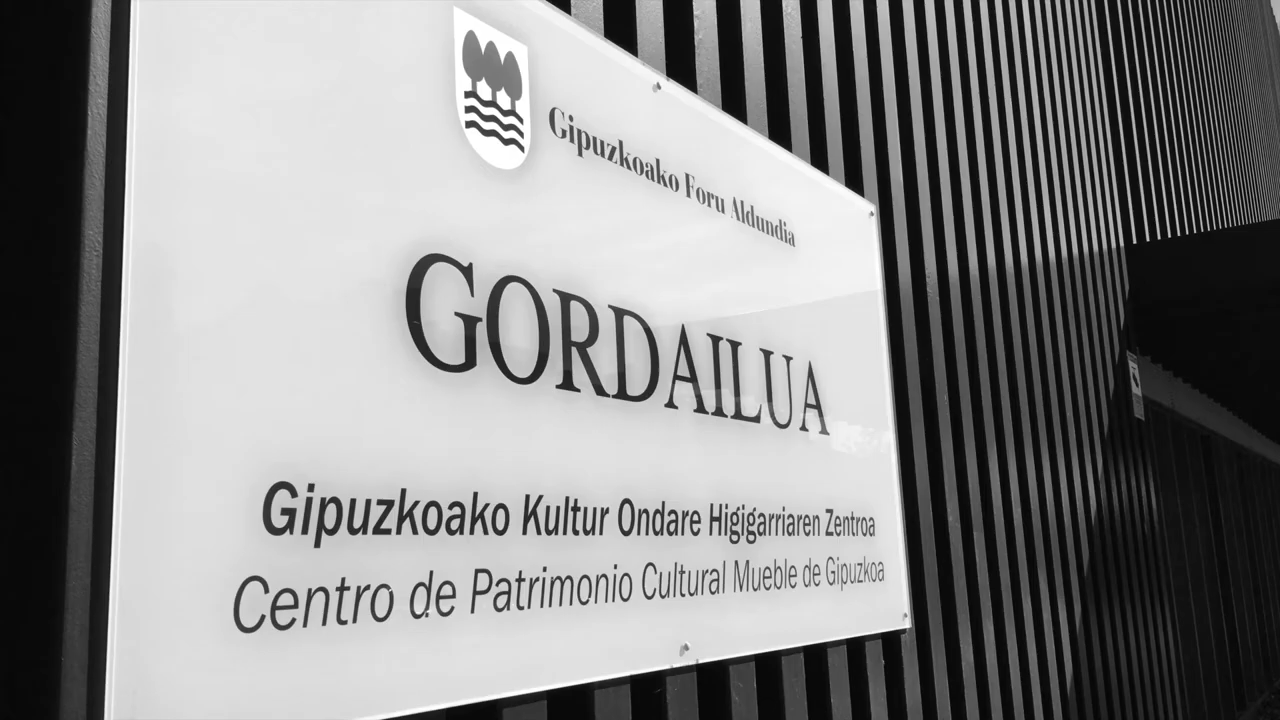 Gipuzkoako Foru Aldundia
GORDAILUA
Gipuzkoako Kultur Ondare Higigarriaren Zentroa
Centro de Patrimonio Cultural Mueble de Gipuzkoa